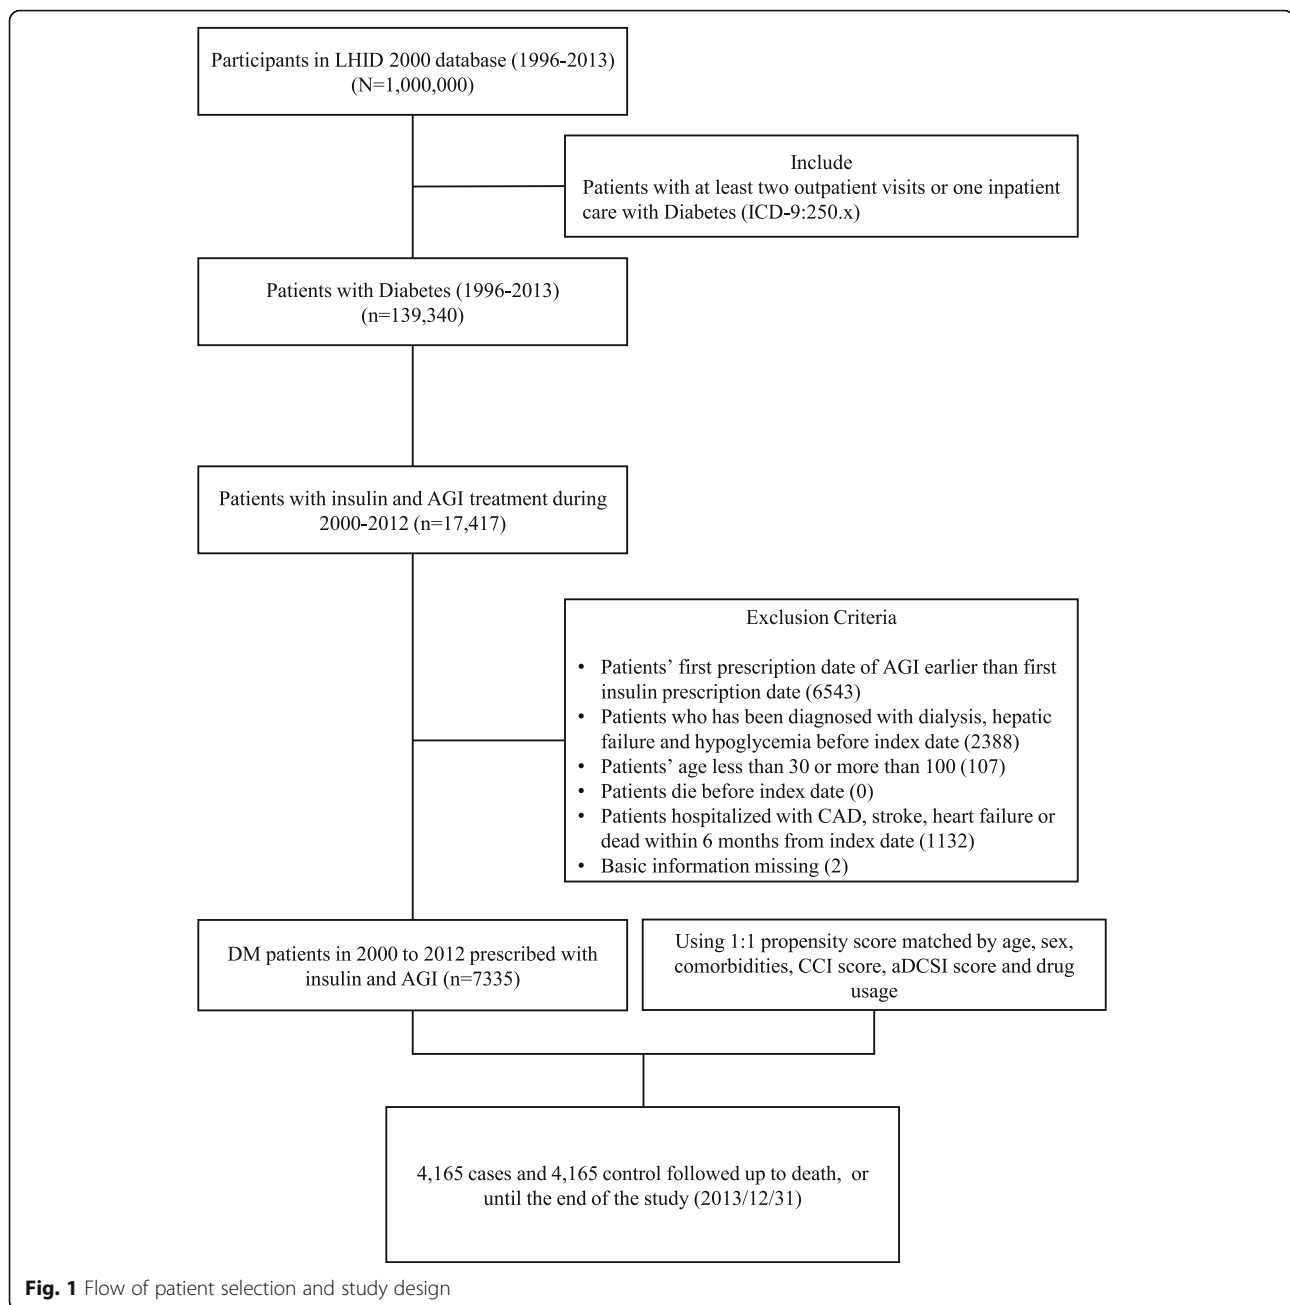 Participants in LHID 2000 database (1996-2013)
(N=1,000,000)
Include
Patients with at least two outpatient visits or one inpatient
care with Diabetes (ICD-9:250.x)
Patients with Diabetes (1996-2013)
(n=139,340)
Patients with insulin and AGI treatment during
2000-2012 (n=17,417)
Exclusion Criteria
• Patients’ first prescription date of AGI earlier than first
insulin prescription date (6543)
• Patients who has been diagnosed with dialysis, hepatic
failure and hypoglycemia before index date (2388)
• Patients’ age less than 30 or more than 100 (107)
• Patients die before index date (0)
• Patients hospitalized with CAD, stroke, heart failure or
dead within 6 months from index date (1132)
• Basic information missing (2)
DM patients in 2000 to 2012 prescribed with
insulin and AGI (n=7335)
Using 1:1 propensity score matched by age, sex,
comorbidities, CCI score, aDCSI score and drug
usage
4,165 cases and 4,165 control followed up to death, or
until the end of the study (2013/12/31)
Fig. 1 Flow of patient selection and study design